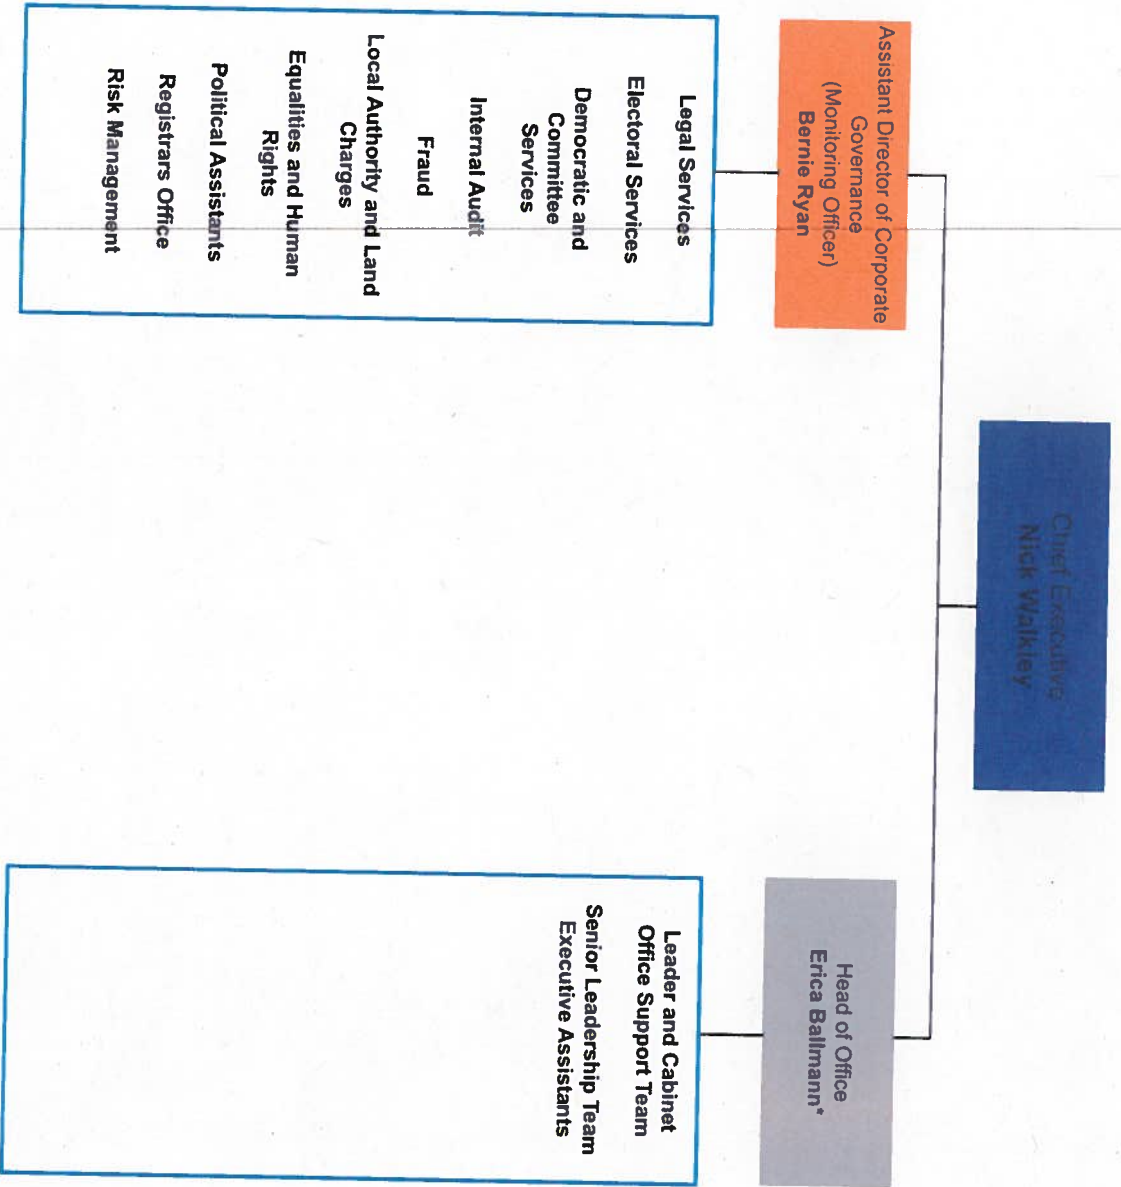 Chief Executive
Nick Walkley
Assistant Director of Corporate
Governance
(Monitoring Officer)
Bernie Ryan
Legal Services
Electoral Services
Democratic and
Committee
Services
Internal Audit
Fraud
Local Authority and Land
Charges
Equalities and Human
Rights
Political Assistants
Registrars Office
Risk Management
Head of Office
Erica Ballmann*
Leader and Cabinet
Office Support Team
Senior Leadership Team
Executive Assistants